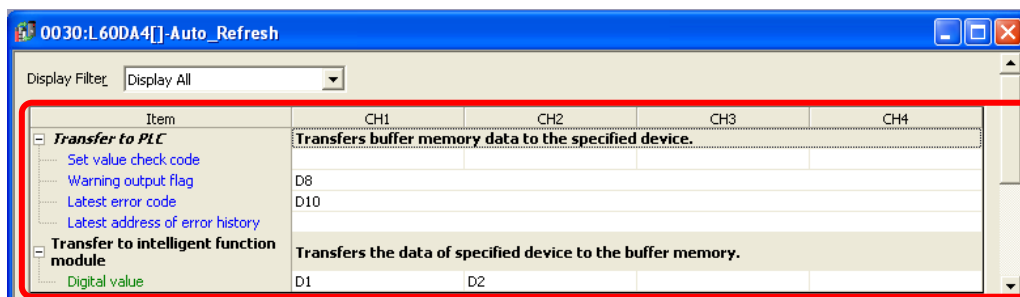 0030:L60DA4[]-Auto_Refresh
Display Filter Display All
Item CH1 CH2 CH3 CH4
Transfer to PLC Transfers buffer memory data to the specified device.
Set value check code
Warning output flag D8
Latest error code D10
Latest address of error history
Transfer to intelligent function
module Transfers the data of specified device to the buffer memory.
Digital value D1 D2